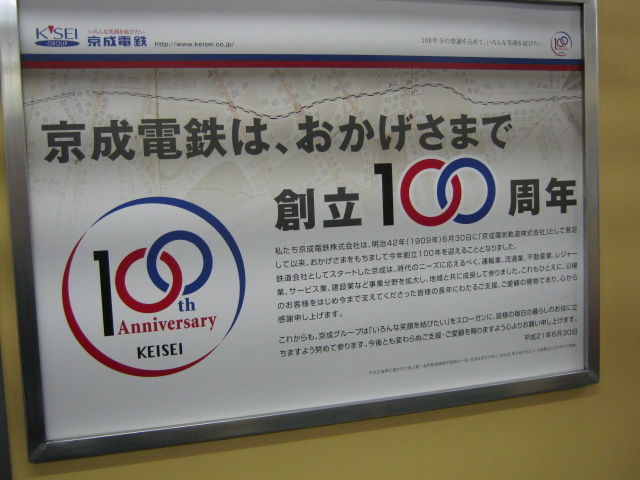 K'SEI GROUP
いろんな笑顔を結びたい
京成電鉄 http://www.keisei.co.jp/
100年分の感謝を込めて、いろんな笑顔を結びたい。
100
京成電鉄は、おかげさまで
創立100周年
100th
Anniversary
KEISEI
私たち京成電鉄株式会社は、明治42年(1909年)6月30日に「京成電気軌道株式会社」として発足
して以来、おかげさまをもちまして今年創立100年を迎えることとなりました。
鉄道会社としてスタートした京成は、時代のニーズに応えるべく、運輸業、流通業、不動産業、レジャー
業、サービス業、建設業など事業分野を拡大し、地域と共に成長して参りました。これもひとえに、沿線
のお客様をはじめ今まで支えてくださった皆様の長年にわたるご支援、ご愛顧の賜物であり、心から
感謝申し上げます。
これからも、京成グループは「いろんな笑顔を結びたい」をスローガンに、皆様の毎日の暮らしのお役に立
ちますよう努めて参ります。今後とも変わらぬご支援・ご愛顧を賜りますよう心よりお願い申し上げます。
平成21年6月30日